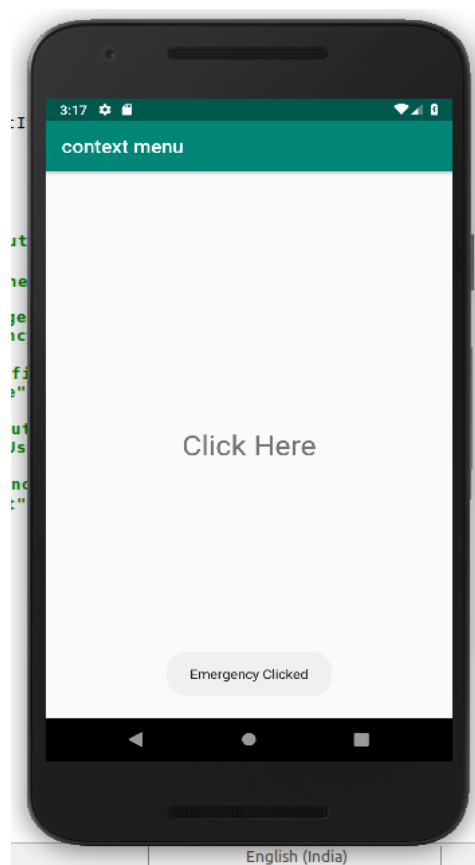 3:17
context menu
Click Here
Emergency Clicked
English (India)